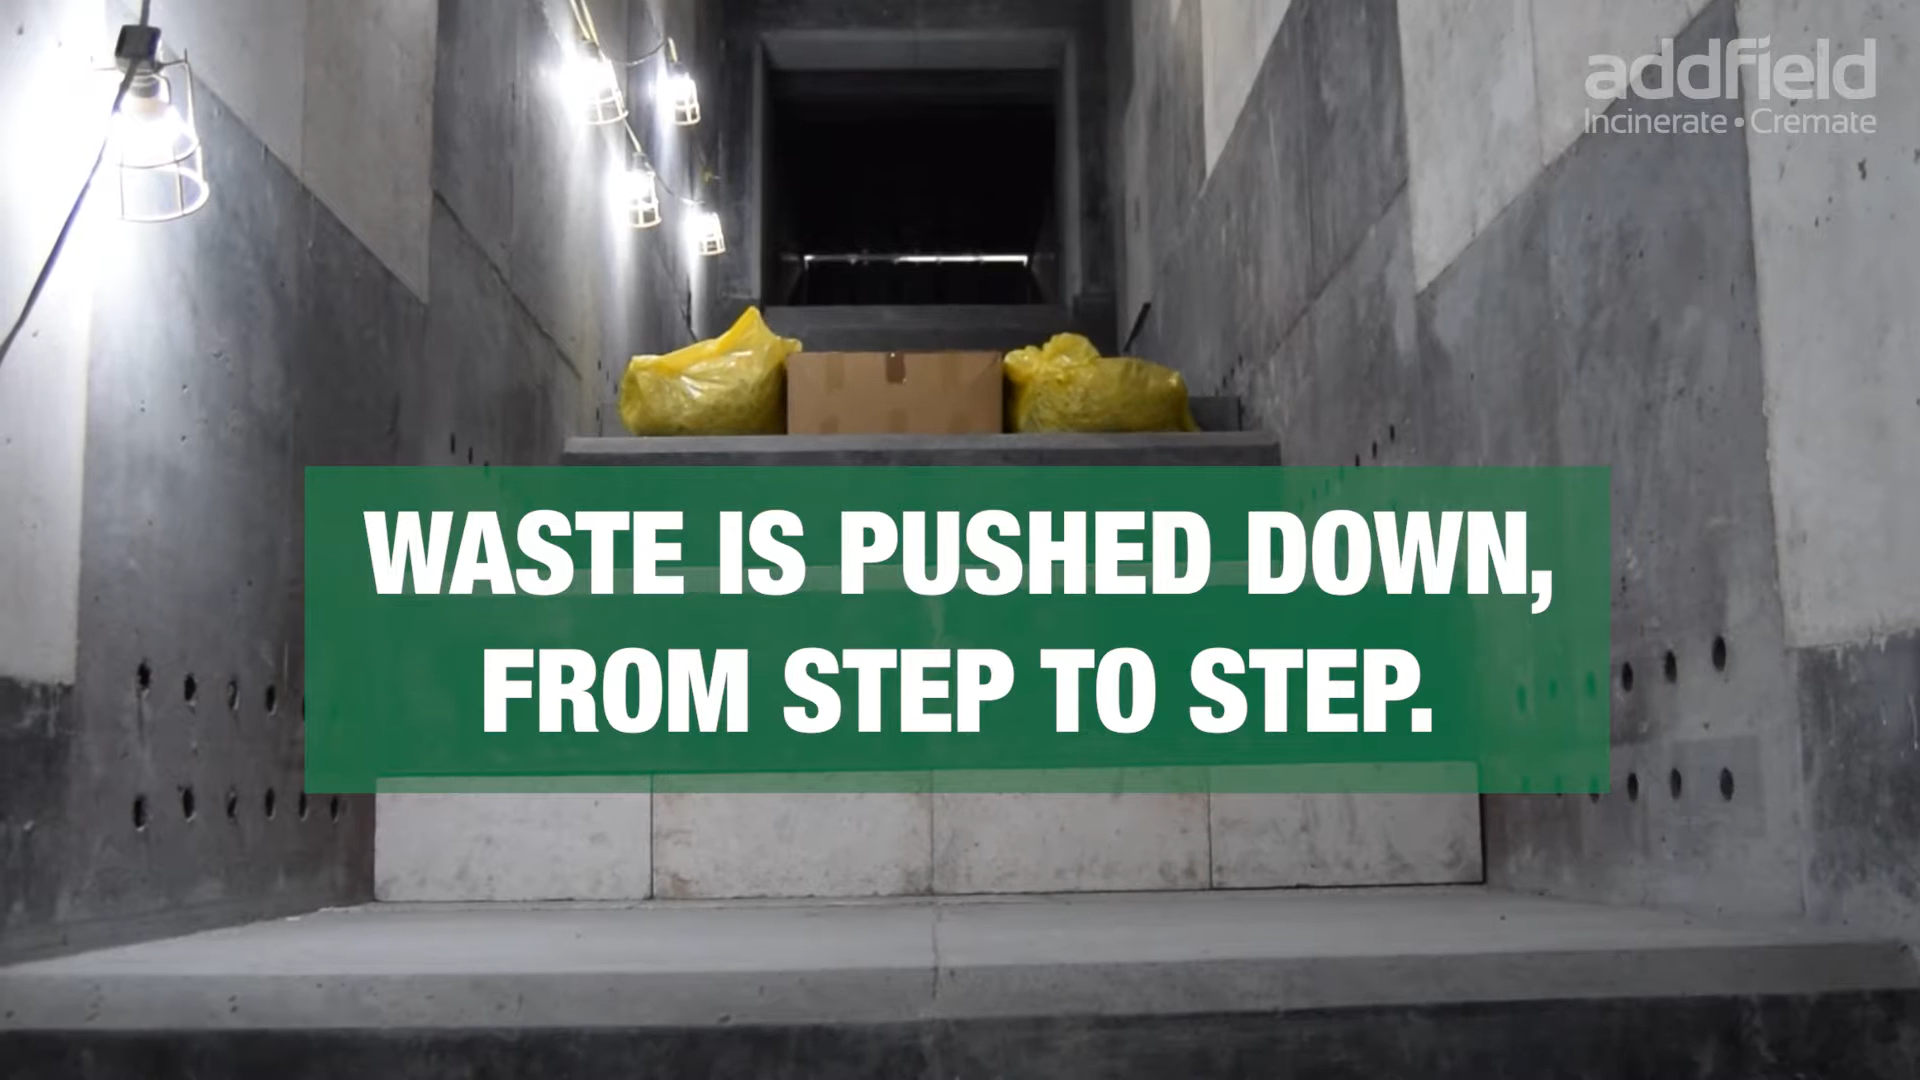 addfield
Incinerate • Cremate
WASTE IS PUSHED DOWN,
FROM STEP TO STEP.